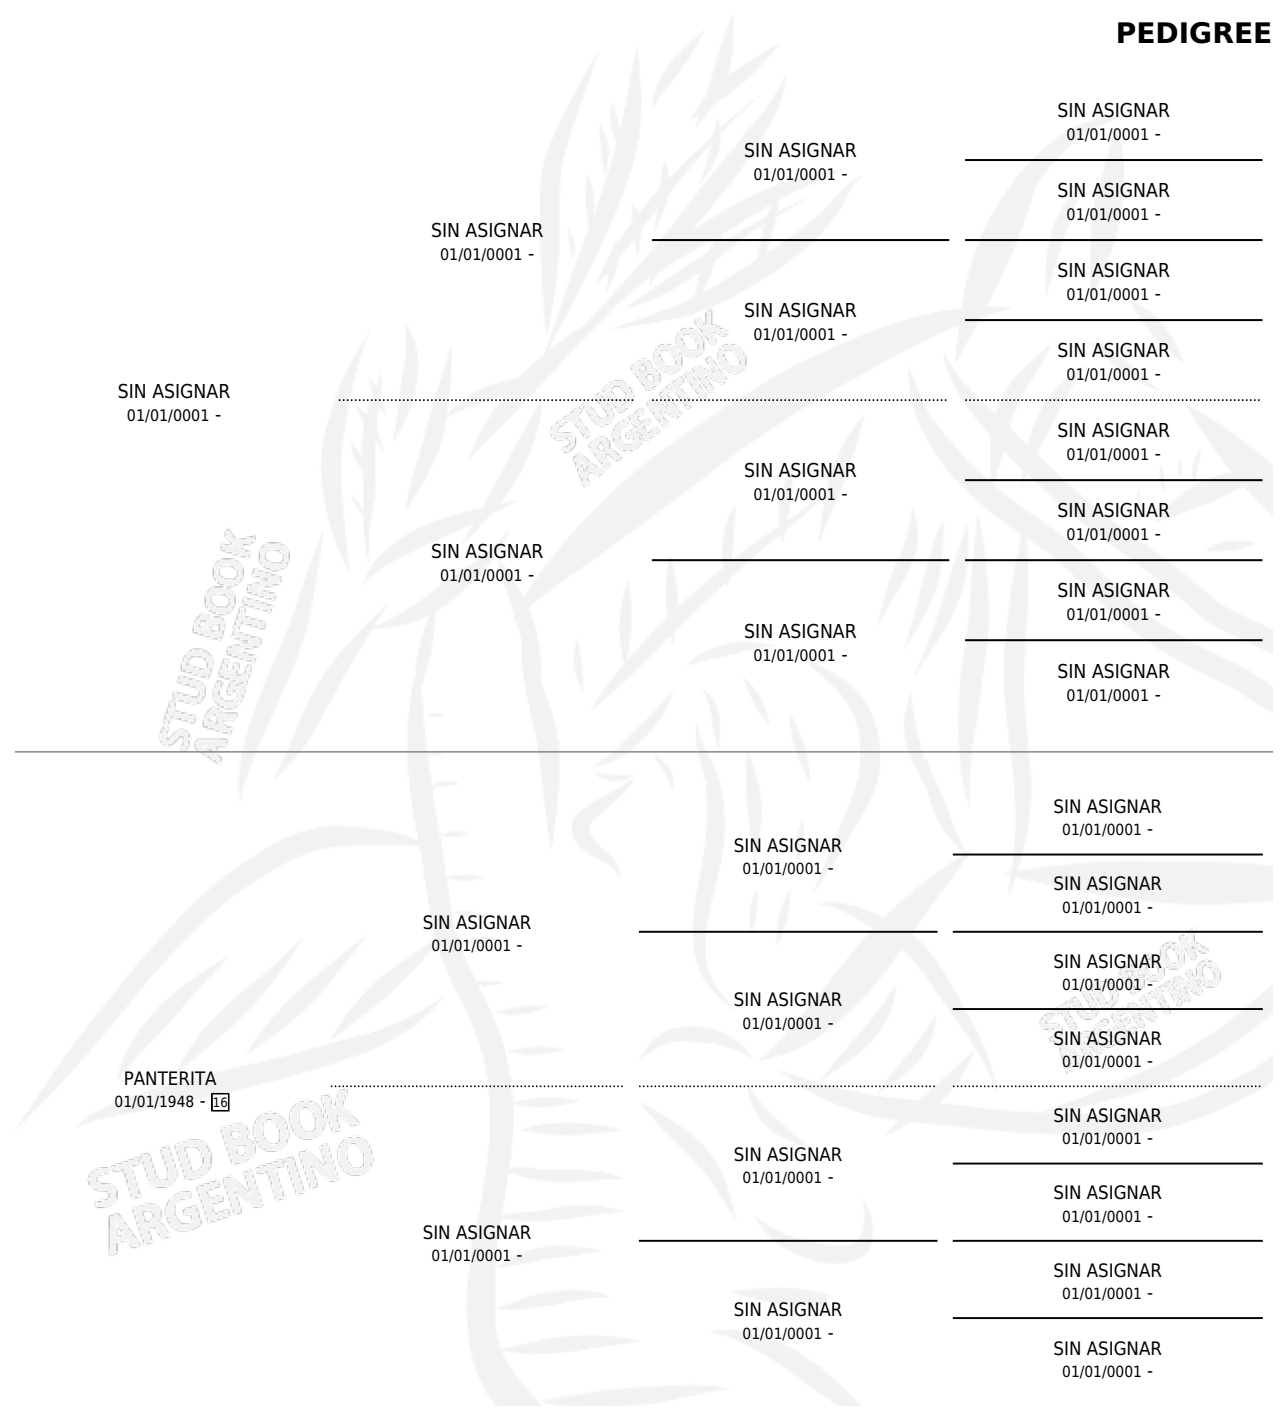 PEDIGREE
SIN ASIGNAR
01/01/0001 -
SIN ASIGNAR
01/01/0001 -
SIN ASIGNAR
01/01/0001 -
SIN ASIGNAR
01/01/0001 -
SIN ASIGNAR
01/01/0001 -
SIN ASIGNAR
01/01/0001 -
SIN ASIGNAR
01/01/0001 -
SIN ASIGNAR
01/01/0001 -
STUD BOOK
ARGENTINO
SIN ASIGNAR
01/01/0001 -
SIN ASIGNAR
01/01/0001 -
SIN ASIGNAR
01/01/0001 -
SIN ASIGNAR
01/01/0001 -
STUD BOOK
ARGENTINO
SIN ASIGNAR
01/01/0001 -
SIN ASIGNAR
01/01/0001 -
SIN ASIGNAR
01/01/0001 -
SIN ASIGNAR
01/01/0001 -
SIN ASIGNAR
01/01/0001 -
SIN ASIGNAR
01/01/0001 -
SIN ASIGNAR
01/01/0001 -
SIN ASIGNAR
01/01/0001 -
SIN ASIGNAR
01/01/0001 -
SIN ASIGNAR
01/01/0001 -
STUD BOOK
ARGENTINO
SIN ASIGNAR
01/01/0001 -
SIN ASIGNAR
01/01/0001 -
PANTERITA
01/01/1948 - 16
STUD BOOK
ARGENTINO
SIN ASIGNAR
01/01/0001 -
SIN ASIGNAR
01/01/0001 -
SIN ASIGNAR
01/01/0001 -
SIN ASIGNAR
01/01/0001 -
SIN ASIGNAR
01/01/0001 -
SIN ASIGNAR
01/01/0001 -
SIN ASIGNAR
01/01/0001 -